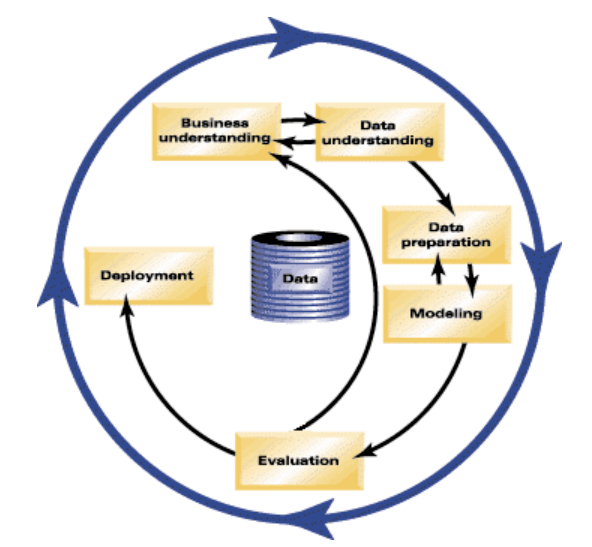 Business
understanding
Data
understanding
Data
preparation
Deployment
Data
Modeling
Evaluation